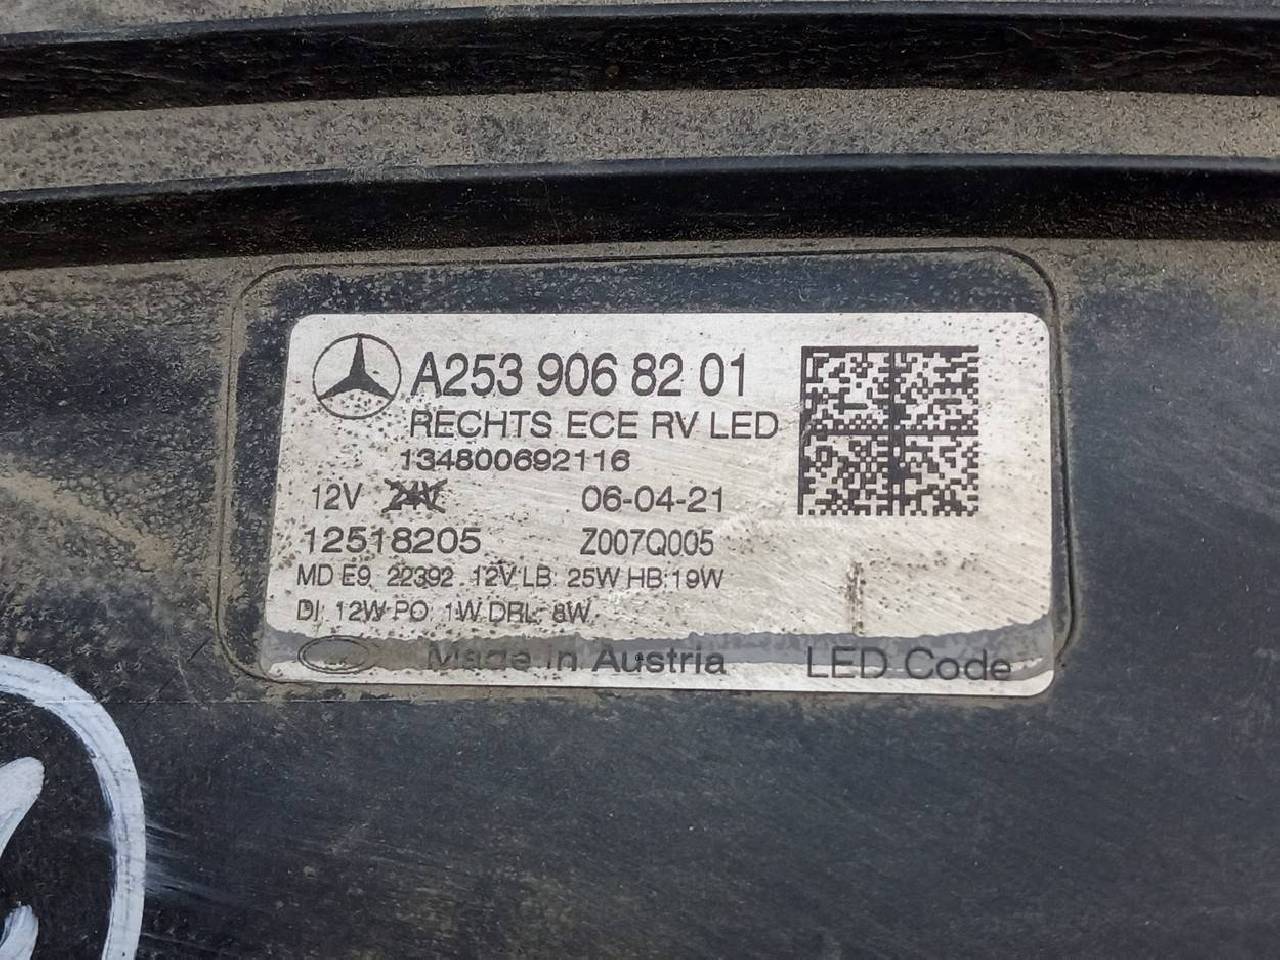 A253 906 82 01
RECHTS ECE RV LED
134800692116
12V 24V 06-04-21
12518205 Z007Q005
MD E9 22392 12V LB: 25W HB: 19W
DI: 12W PO: 1W DRL: 8W
Made in Austria LED Code